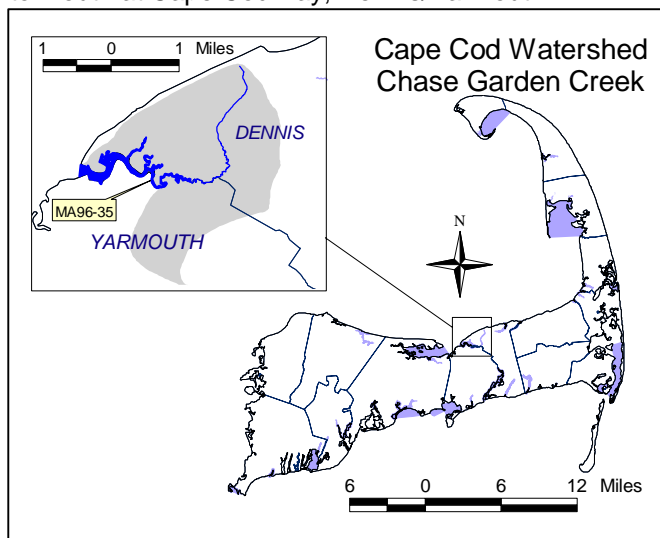 1 0 1 Miles
Cape Cod Watershed
Chase Garden Creek
DENNIS
MA96-35
YARMOUTH
N
6 0 6 12 Miles